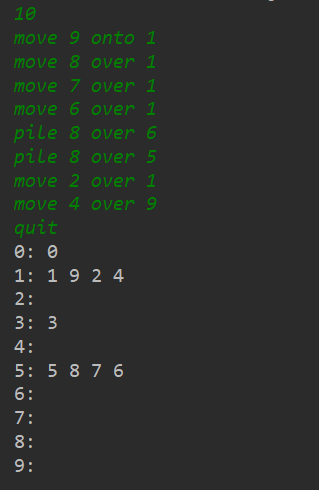 10
move 9 onto 1
move 8 over 1
move 7 over 1
move 6 over 1
pile 8 over 6
pile 8 over 5
move 2 over 1
move 4 over 9
quit
0: 0
1: 1 9 2 4
2:
3: 3
4:
5: 5 8 7 6
6:
7:
8:
9: